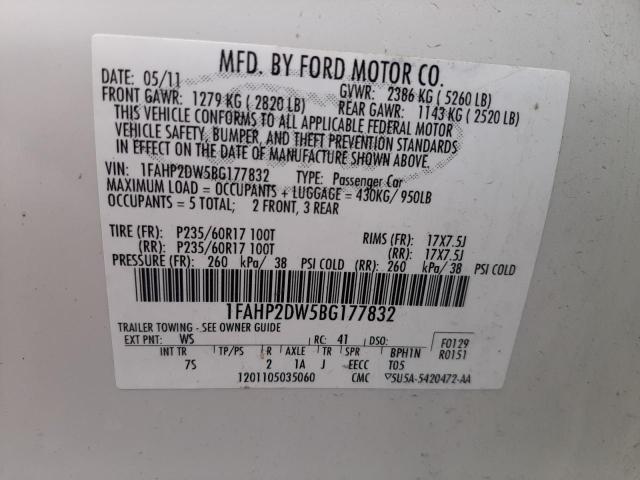 MFD. BY FORD MOTOR CO.
DATE: 05/11 GVWR: 2386 KG ( 5260 LB)
FRONT GAWR: 1279 KG ( 2820 LB) REAR GAWR: 1143 KG ( 2520 LB)
THIS VEHICLE CONFORMS TO ALL APPLICABLE FEDERAL MOTOR
VEHICLE SAFETY, BUMPER, AND THEFT PREVENTION STANDARDS
IN EFFECT ON THE DATE OF MANUFACTURE SHOWN ABOVE.
VIN: 1FAHP2DW5BG177832 TYPE: Passenger Car
MAXIMUM LOAD = OCCUPANTS + LUGGAGE = 430KG/ 950LB
OCCUPANTS = 5 TOTAL; 2 FRONT, 3 REAR
TIRE (FR): P235/60R17 100T RIMS (FR): 17X7.5J
(RR): P235/60R17 100T (RR): 17X7.5J
PRESSURE (FR): 260 kPa/ 38 PSI COLD (RR): 260 kPa/ 38 PSI COLD
1FAHP2DW5BG177832
TRAILER TOWING - SEE OWNER GUIDE
EXT PNT: WS RC: 41 DSO: F0129
R0151
INT TR TP/PS R AXLE TR SPR BPH1N
7S 2 1A J EECC T05
1201105035060 CMC 5U5A-5420472-AA